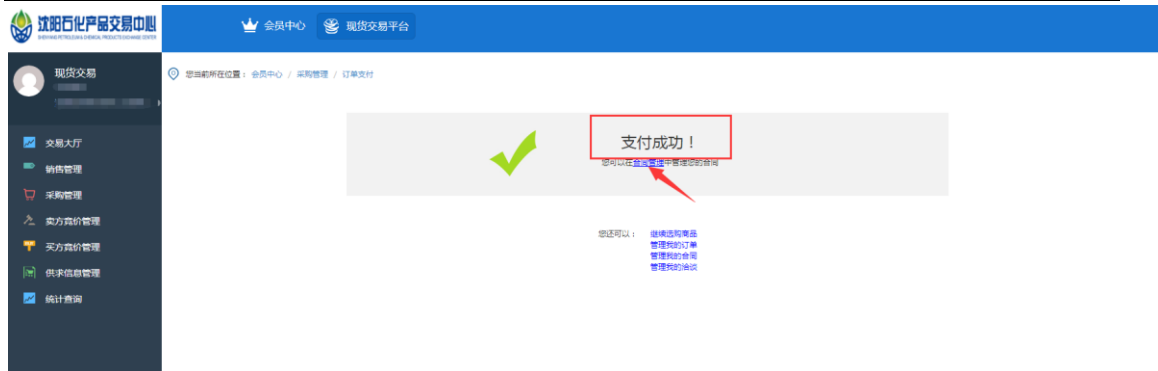 沈阳石化产品交易中心
SHENYANG PETROLEUM & CHEMICAL PRODUCTS EXCHANGE CENTER
会员中心 现货交易平台
现货交易
您当前所在位置： 会员中心 / 采购管理 / 订单支付
交易大厅
销售管理
采购管理
卖方竞价管理
买方竞价管理
供求信息管理
统计查询
支付成功！
您可以在合同管理中管理您的合同
您还可以： 继续选购商品
管理我的订单
管理我的合同
管理我的洽谈